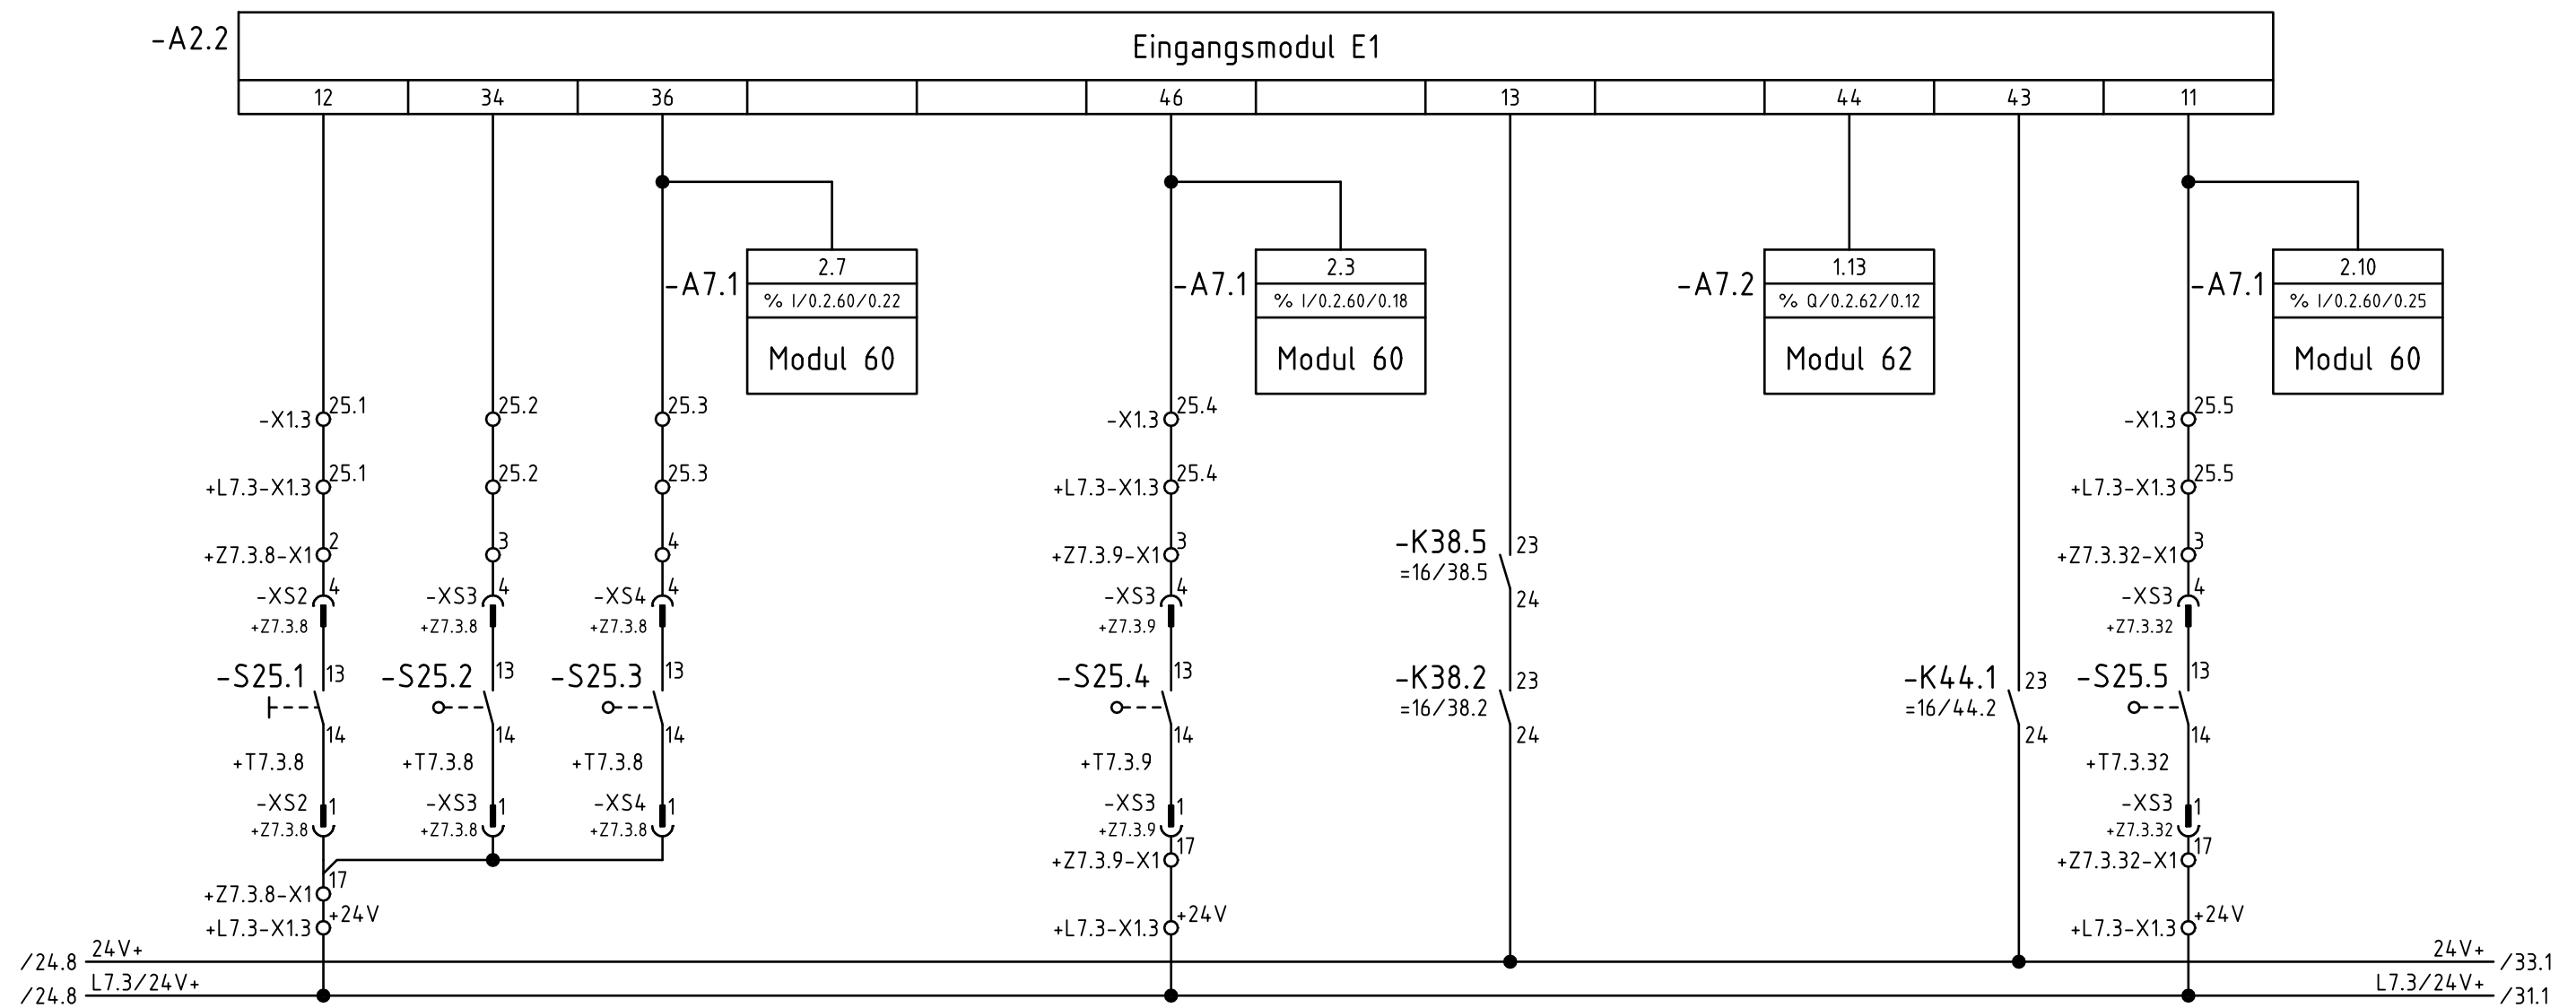 -A2.2
Eingangsmodul E1
12 34 36 46 13 44 43 11
-A7.1 2.7 -A7.1 2.3 -A7.2 1.13 -A7.1 2.10
% I/0.2.60/0.22 % I/0.2.60/0.18 % Q/0.2.62/0.12 % I/0.2.60/0.25
Modul 60 Modul 60 Modul 62 Modul 60
-X1.3 25.1 25.2 25.3 -X1.3 25.4 -X1.3 25.5
+L7.3-X1.3 25.1 25.2 25.3 +L7.3-X1.3 25.4 +L7.3-X1.3 25.5
+Z7.3.8-X1 2 3 4 +Z7.3.9-X1 3 -K38.5 23 +Z7.3.32-X1 3
=16/38.5
-XS2 4 -XS3 4 -XS4 4 -XS3 4 24 -XS3 4
+Z7.3.8 +Z7.3.8 +Z7.3.8 +Z7.3.9 +Z7.3.32
-S25.1 13 -S25.2 13 -S25.3 13 -S25.4 13 -K38.2 23 -K44.1 23 -S25.5 13
=16/38.2 =16/44.2
14 14 14 14 24 24 14
+T7.3.8 +T7.3.8 +T7.3.8 +T7.3.9 +T7.3.32
-XS2 1 -XS3 1 -XS4 1 -XS3 1 -XS3 1
+Z7.3.8 +Z7.3.8 +Z7.3.8 +Z7.3.9 +Z7.3.32
+Z7.3.9-X1 17 +Z7.3.32-X1 17
+Z7.3.8-X1 17
+L7.3-X1.3 +24V +L7.3-X1.3 +24V +L7.3-X1.3 +24V
/24.8 24V+ 24V+ /33.1
/24.8 L7.3/24V+ L7.3/24V+ /31.1